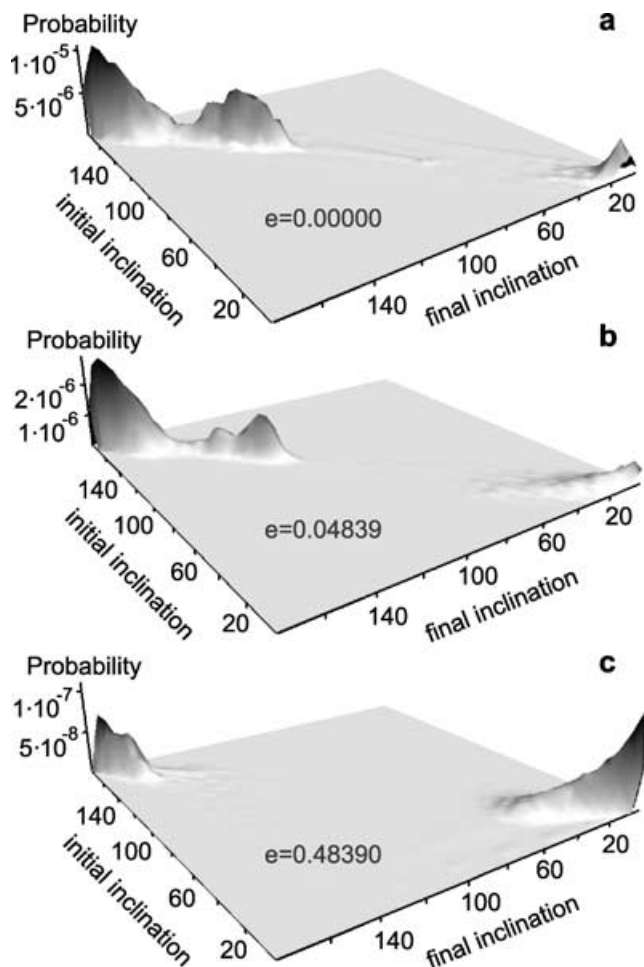 Probability
a
1·10⁻⁵
5·10⁻⁶
140
100
60
20
initial inclination
e=0.00000
140
100
60
20
final inclination
Probability
b
2·10⁻⁶
1·10⁻⁶
140
100
60
20
initial inclination
e=0.04839
140
100
60
20
final inclination
Probability
c
1·10⁻⁷
5·10⁻⁸
140
100
60
20
initial inclination
e=0.48390
140
100
60
20
final inclination